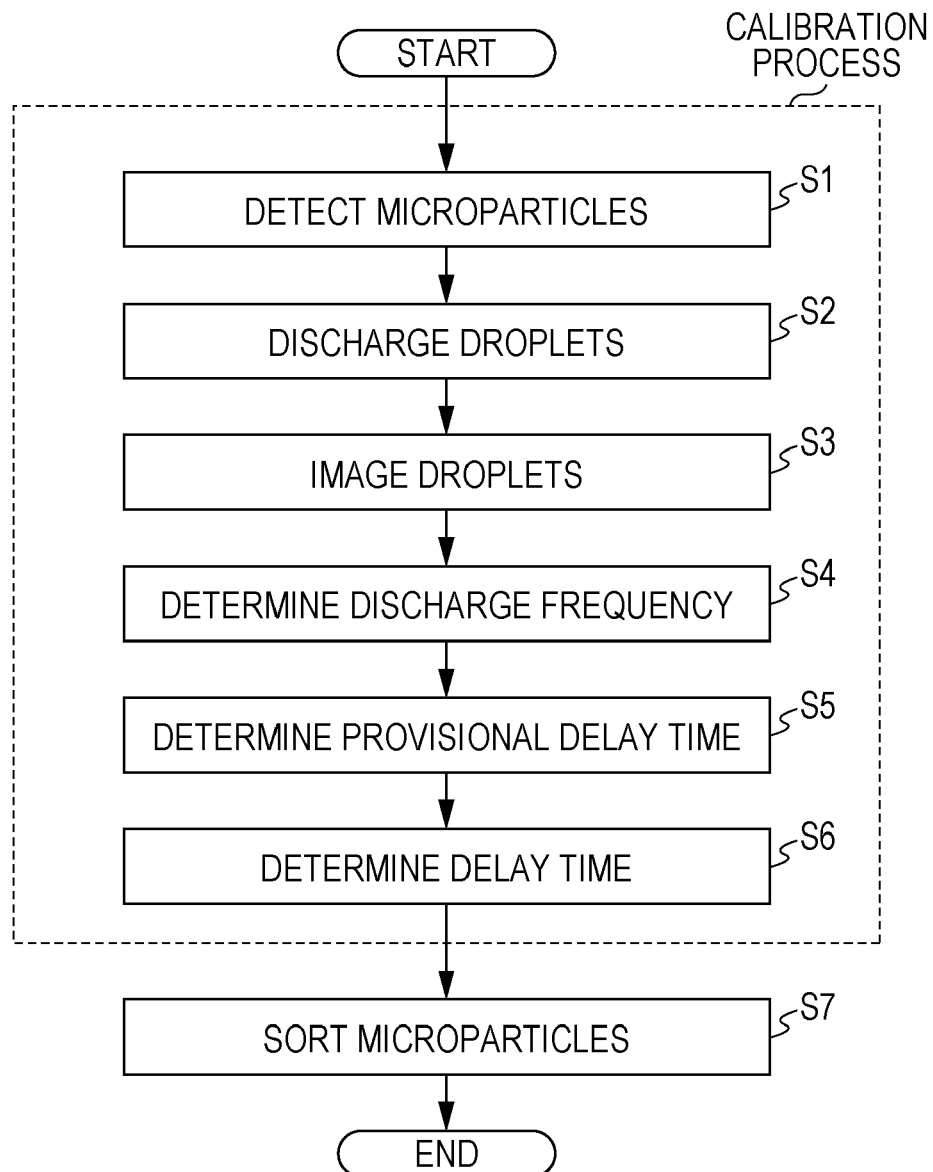 CALIBRATION
PROCESS
START
S1
DETECT MICROPARTICLES
S2
DISCHARGE DROPLETS
S3
IMAGE DROPLETS
S4
DETERMINE DISCHARGE FREQUENCY
S5
DETERMINE PROVISIONAL DELAY TIME
S6
DETERMINE DELAY TIME
S7
SORT MICROPARTICLES
END